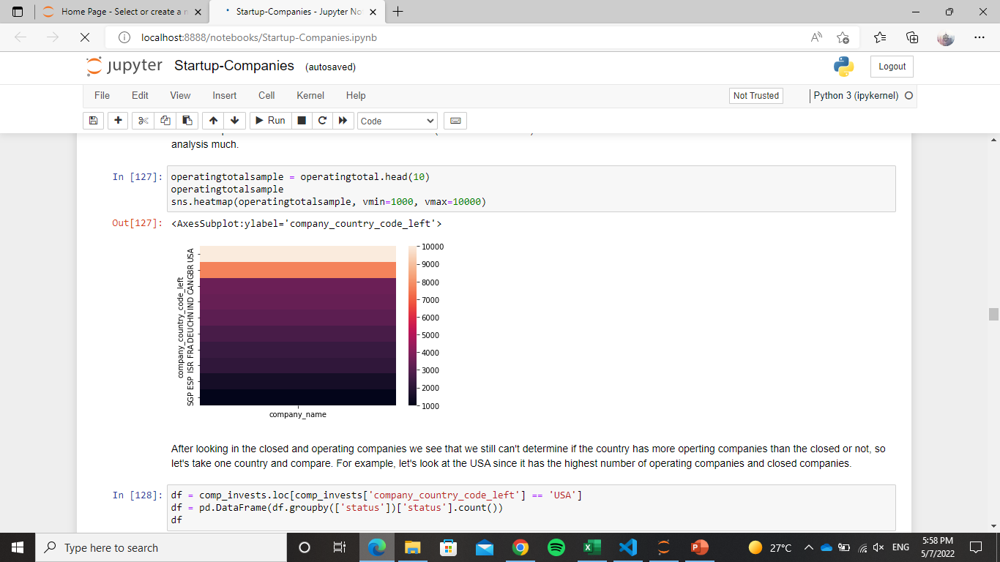 Home Page - Select or create a n
Startup-Companies - Jupyter No
localhost:8888/notebooks/Startup-Companies.ipynb
jupyter Startup-Companies (autosaved)
Logout
File Edit View Insert Cell Kernel Help
Not Trusted
Python 3 (ipykernel)
Run
Code
analysis much.
In [127]:
operatingtotalsample = operatingtotal.head(10)
operatingtotalsample
sns.heatmap(operatingtotalsample, vmin=1000, vmax=10000)
Out[127]: <AxesSubplot:ylabel='company_country_code_left'>
company_country_code_left
SGP ESP ISR FRA DEUCHN IND CANGBR USA
10000
9000
8000
7000
6000
5000
4000
3000
2000
1000
company_name
After looking in the closed and operating companies we see that we still can't determine if the country has more operting companies than the closed or not, so
let's take one country and compare. For example, let's look at the USA since it has the highest number of operating companies and closed companies.
In [128]:
df = comp_invests.loc[comp_invests['company_country_code_left'] == 'USA']
df = pd.DataFrame(df.groupby(['status'])['status'].count())
df
Type here to search
27°C
ENG
5:58 PM
5/7/2022